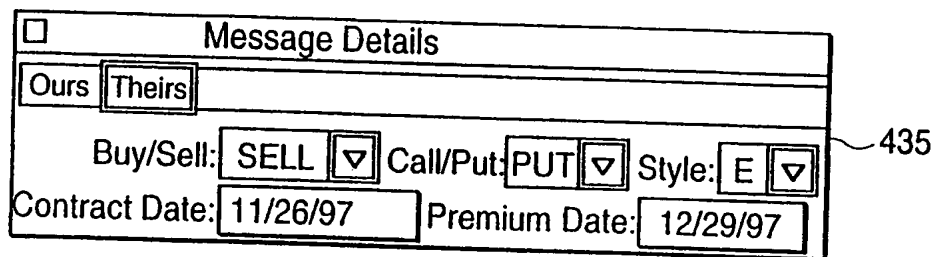 Message Details
Ours Theirs
Buy/Sell: SELL Call/Put: PUT Style: E
Contract Date: 11/26/97 Premium Date: 12/29/97
435